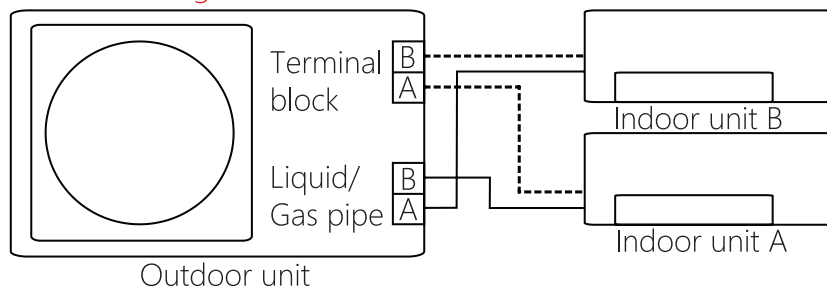 Terminal
block
B
A
Liquid/
Gas pipe
B
A
Outdoor unit
Indoor unit B
Indoor unit A